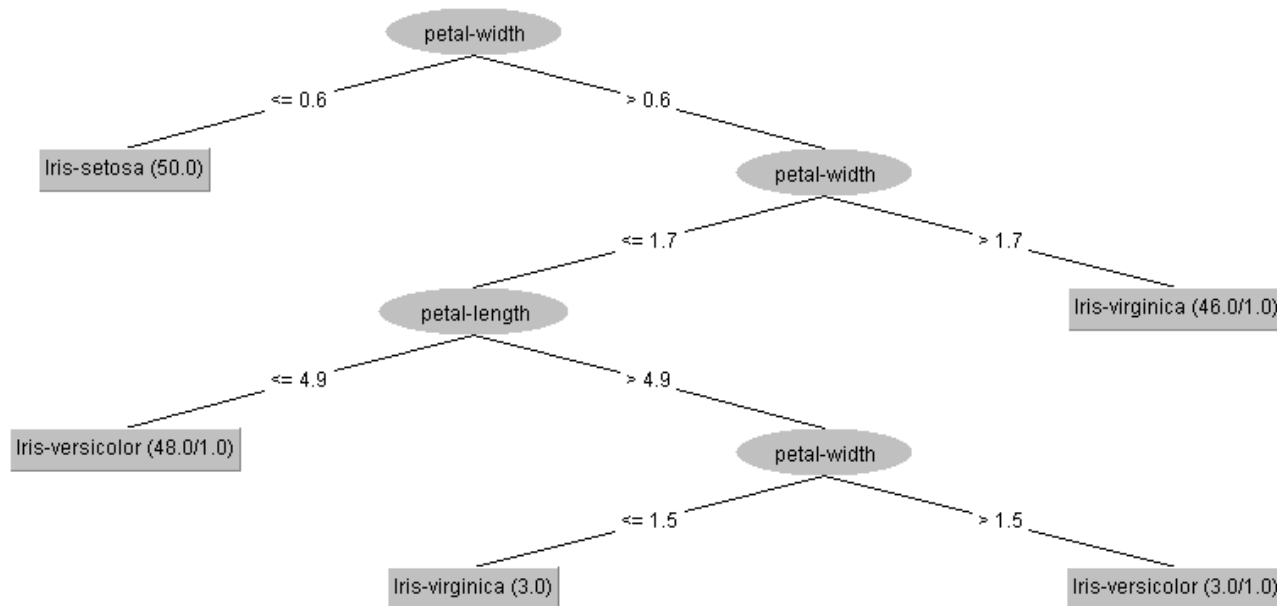 petal-width
<= 0.6
> 0.6
Iris-setosa (50.0)
petal-width
<= 1.7
> 1.7
petal-length
Iris-virginica (46.0/1.0)
<= 4.9
> 4.9
Iris-versicolor (48.0/1.0)
petal-width
<= 1.5
> 1.5
Iris-virginica (3.0)
Iris-versicolor (3.0/1.0)